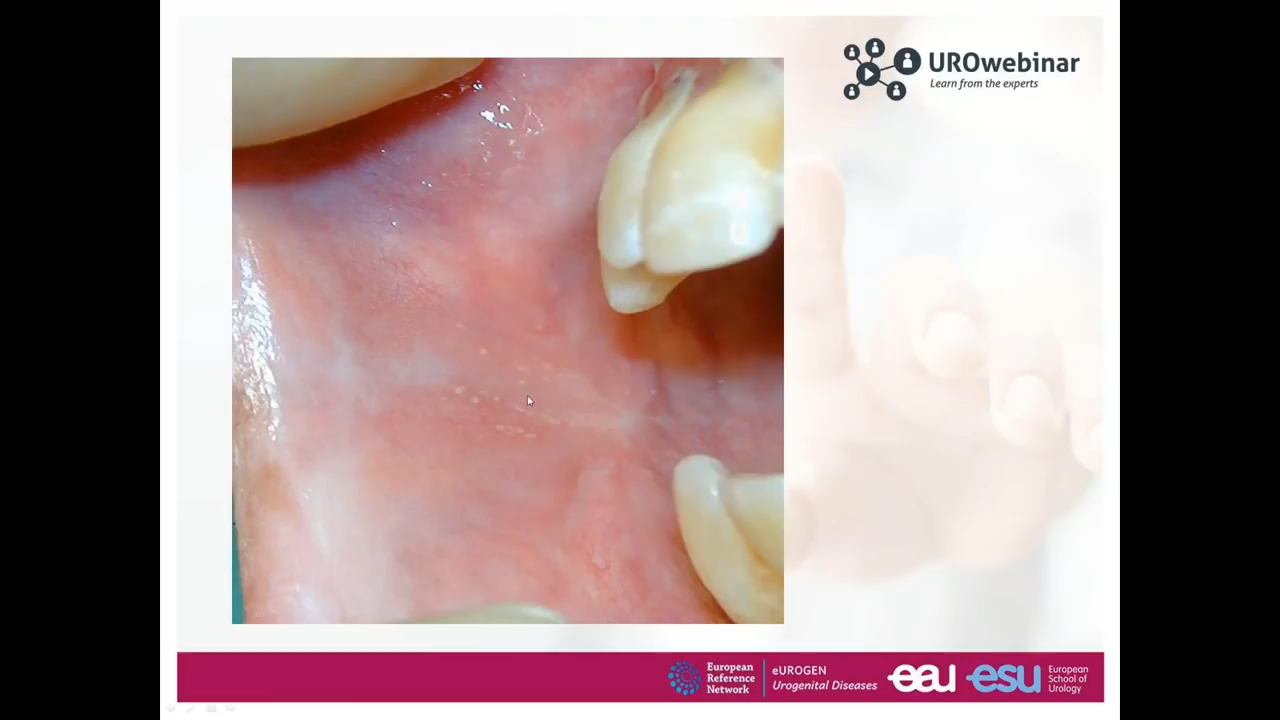 UROwebinar
Learn from the experts
European
Reference
Network
eUROGEN
Urogenital Diseases
eau
esu
European
School of
Urology